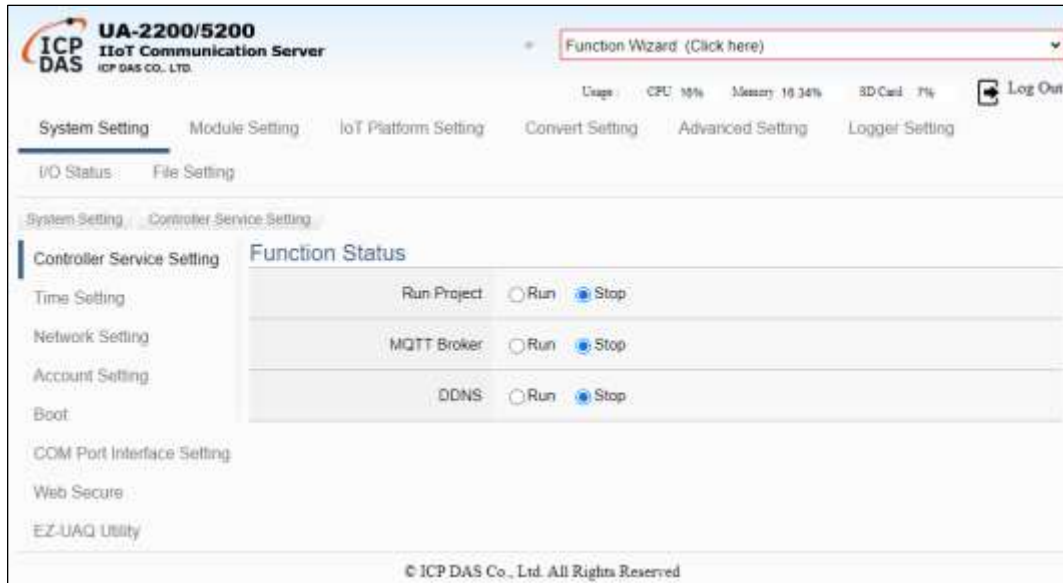 ICP DAS
UA-2200/5200
IIoT Communication Server
ICP DAS CO., LTD.
Function Wizard (Click here)
Usage : CPU 16% Memory 16.34% SD Card 7%
Log Out
System Setting Module Setting IoT Platform Setting Convert Setting Advanced Setting Logger Setting
I/O Status File Setting
System Setting Controller Service Setting
Controller Service Setting
Time Setting
Network Setting
Account Setting
Boot
COM Port Interface Setting
Web Secure
EZ-UAQ Utility
Function Status
Run Project Run Stop
MQTT Broker Run Stop
DDNS Run Stop
© ICP DAS Co., Ltd. All Rights Reserved